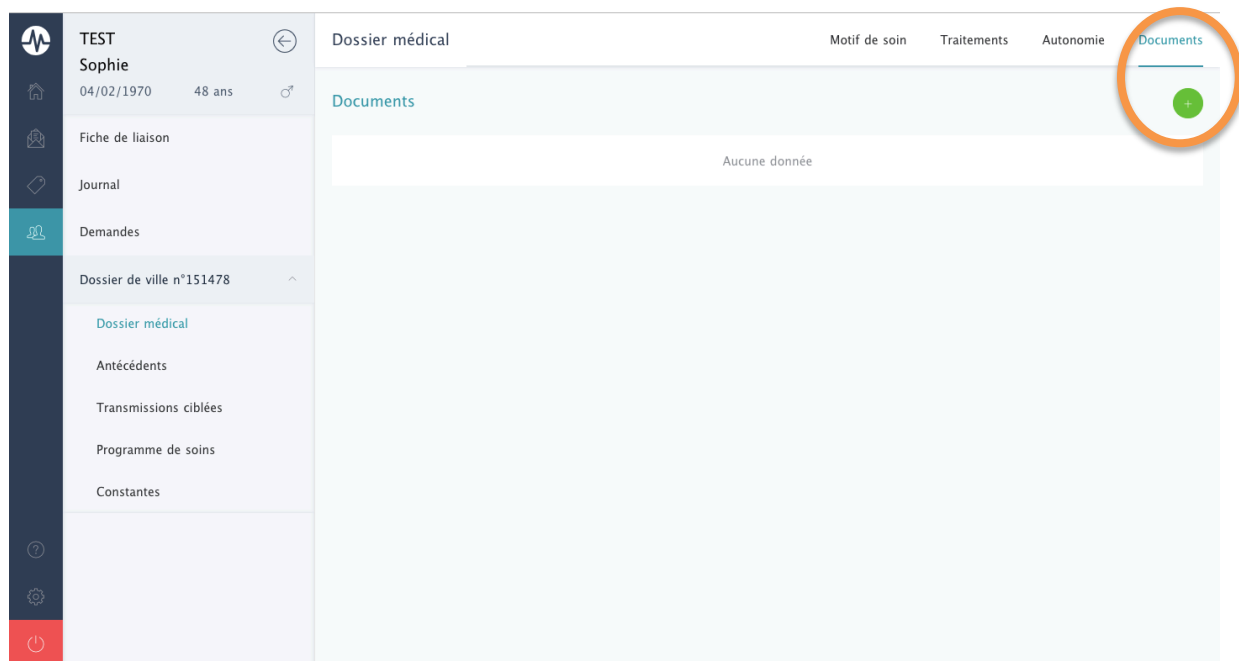 TEST
Sophie
04/02/1970 48 ans ♂
Fiche de liaison
Journal
Demandes
Dossier de ville n°151478
Dossier médical
Antécédents
Transmissions ciblées
Programme de soins
Constantes
Dossier médical
Motif de soin Traitements Autonomie Documents
Documents
+
Aucune donnée
?